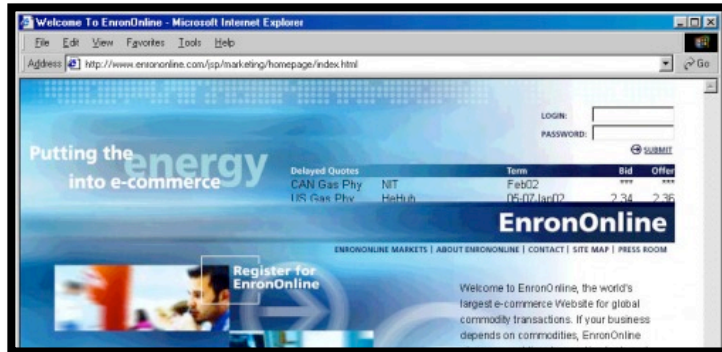 Welcome To EnronOnline - Microsoft Internet Explorer
File Edit View Favorites Tools Help
Address http://www.enrononline.com/jsp/marketing/homepage/index.html Go
LOGIN:
PASSWORD:
SUBMIT
Putting the energy
into e-commerce
Delayed Quotes Term Bid Offer
CAN Gas Phy NIT Feb02 *** ***
US Gas Phy HeHub 05-07Jan02 2.34 2.36
EnronOnline
ENRONONLINE MARKETS | ABOUT ENRONONLINE | CONTACT | SITE MAP | PRESS ROOM
Register for
EnronOnline
Welcome to EnronOnline, the world's
largest e-commerce Website for global
commodity transactions. If your business
depends on commodities, EnronOnline